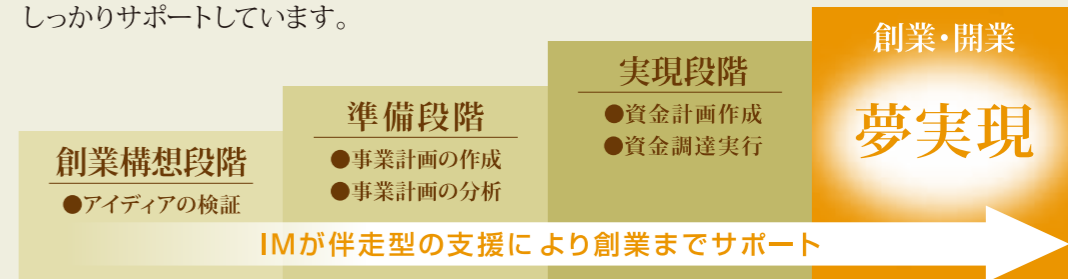 しっかりサポートしています。
創業構想段階
●アイディアの検証
準備段階
●事業計画の作成
●事業計画の分析
実現段階
●資金計画作成
●資金調達実行
創業・開業
夢実現
IMが伴走型の支援により創業までサポート